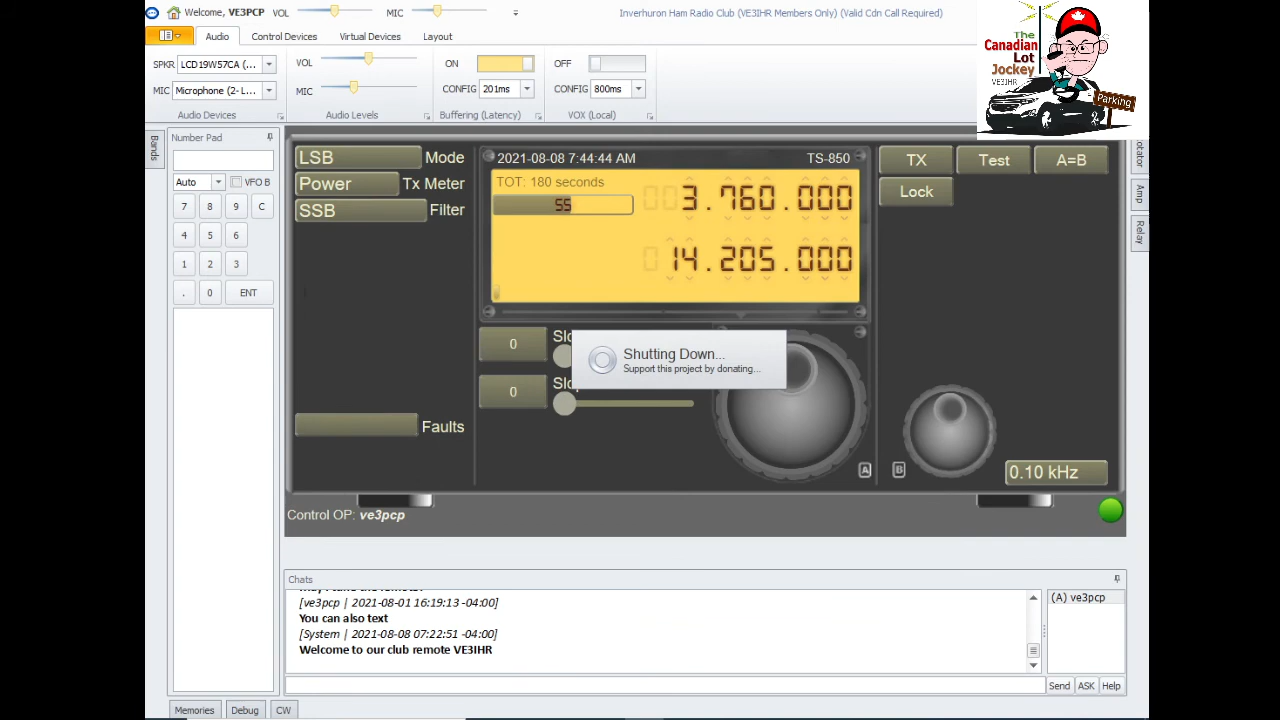 Welcome, VE3PCP VOL MIC Inverhuron Ham Radio Club (VE3IHR Members Only) (Valid Cdn Call Required)
Audio Control Devices Virtual Devices Layout
SPKR LCD19W57CA (... VOL ON OFF
MIC Microphone (2- L... MIC CONFIG 201ms CONFIG 800ms
Audio Devices Audio Levels Buffering (Latency) VOX (Local)
The
Canadian
Lot
Jockey
VE3IHR
Parking
Bands
Number Pad
Auto VFO B
7 8 9 C
4 5 6
1 2 3
. 0 ENT
LSB Mode
Power Tx Meter
SSB Filter
Faults
2021-08-08 7:44:44 AM TS-850
TOT: 180 seconds
S5 3.760.000
14.205.000
0
0
Shutting Down...
Support this project by donating...
A B
TX Test A=B
Lock
0.10 kHz
Amp
Relay
Control OP: ve3pcp
Chats
[ve3pcp | 2021-08-01 16:19:13 -04:00]
You can also text
[System | 2021-08-08 07:22:51 -04:00]
Welcome to our club remote VE3IHR
(A) ve3pcp
Send ASK Help
Memories Debug CW